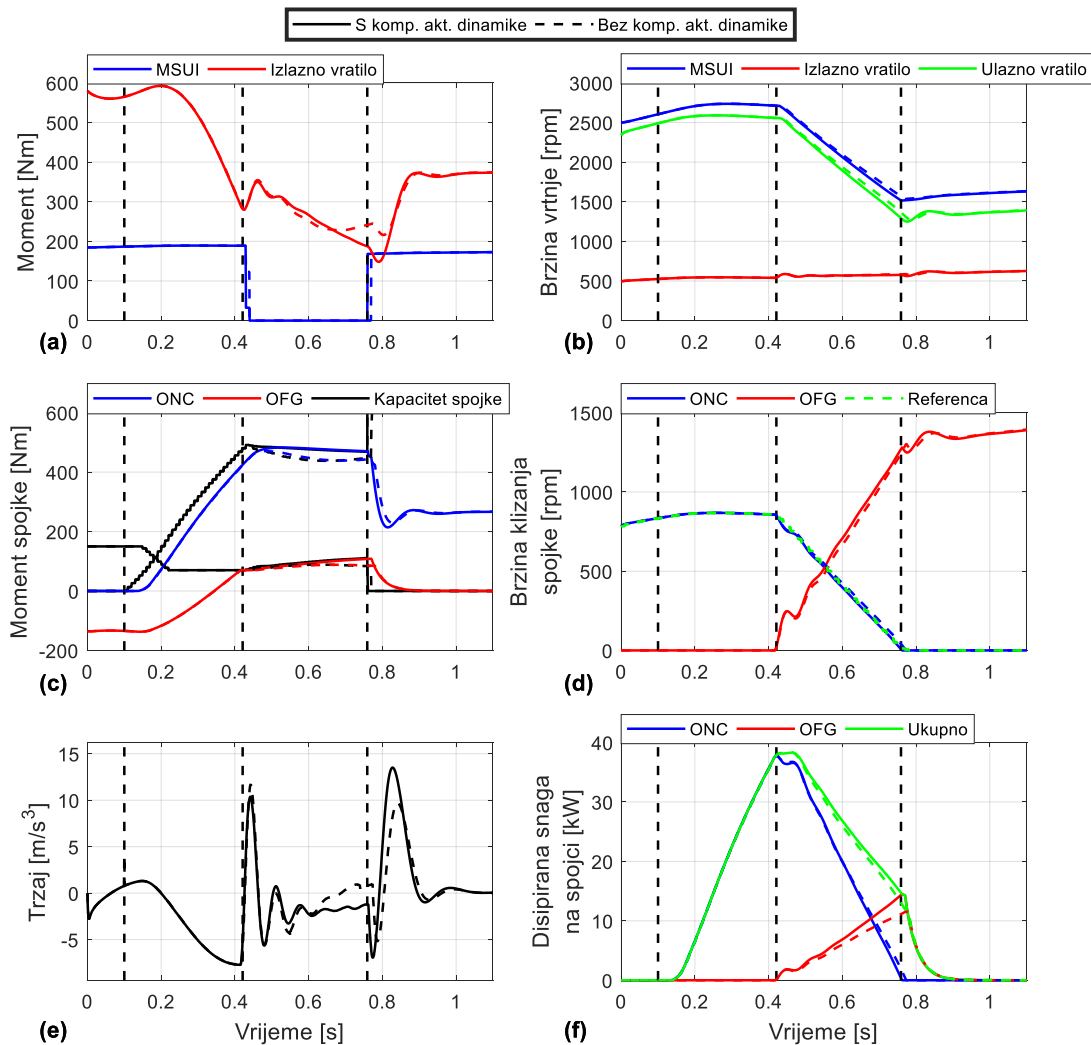 S komp. akt. dinamike Bez komp. akt. dinamike
MSUI Izlazno vratilo
600
500
400
300
200
100
0
Moment [Nm]
0 0.2 0.4 0.6 0.8 1
(a)
MSUI Izlazno vratilo Ulazno vratilo
3000
2500
2000
1500
1000
500
0
Brzina vrtnje [rpm]
0 0.2 0.4 0.6 0.8 1
(b)
ONC OFG Kapacitet spojke
600
400
200
0
-200
Moment spojke [Nm]
0 0.2 0.4 0.6 0.8 1
(c)
ONC OFG Referenca
1500
1000
500
0
Brzina klizanja
spojke [rpm]
0 0.2 0.4 0.6 0.8 1
(d)
15
10
5
0
-5
Trzaj [m/s³]
0 0.2 0.4 0.6 0.8 1
Vrijeme [s]
(e)
ONC OFG Ukupno
40
30
20
10
0
Disipirana snaga
na spojci [kW]
0 0.2 0.4 0.6 0.8 1
Vrijeme [s]
(f)